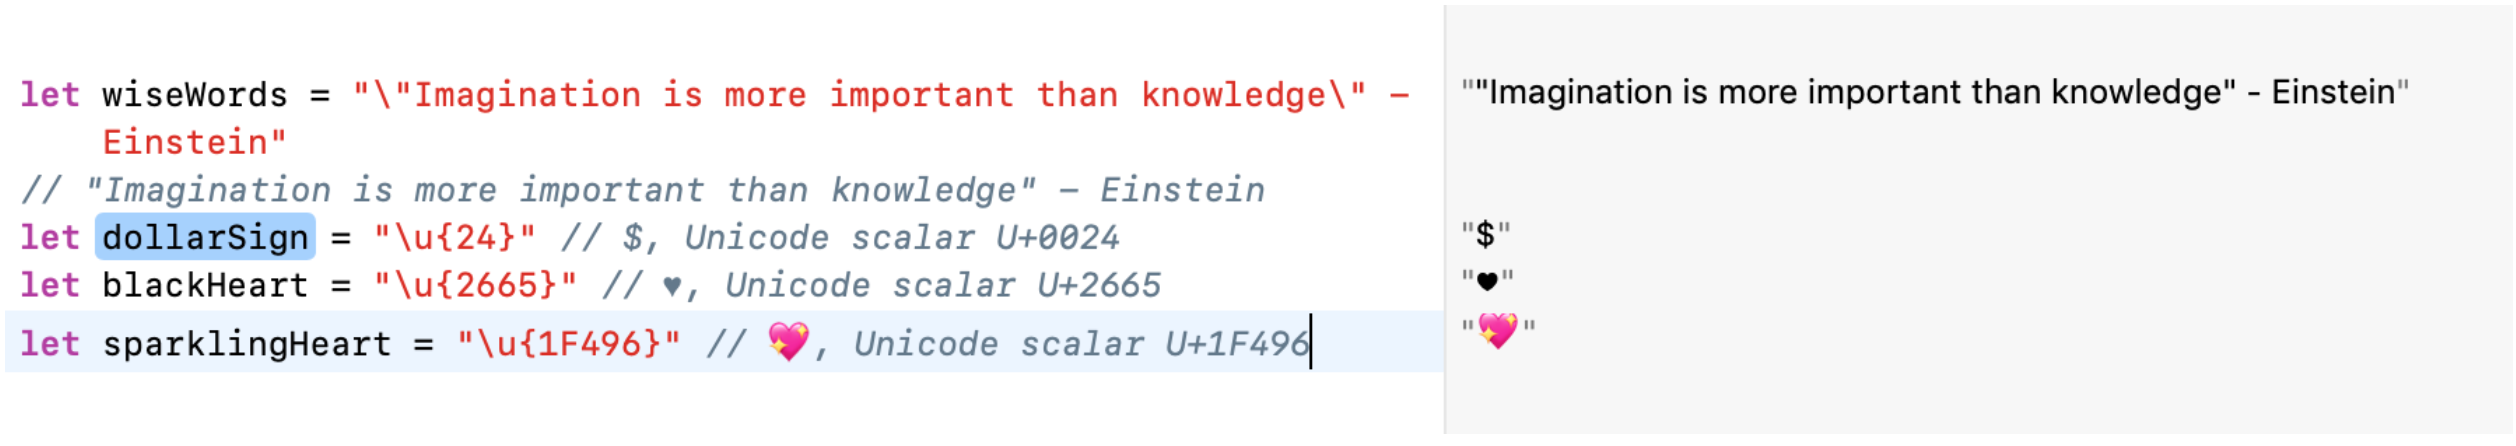 let wiseWords = "\"Imagination is more important than knowledge\" -
Einstein"
// "Imagination is more important than knowledge" - Einstein
let dollarSign = "\u{24}" // $, Unicode scalar U+0024
let blackHeart = "\u{2665}" // ♥, Unicode scalar U+2665
let sparklingHeart = "\u{1F496}" // 💖, Unicode scalar U+1F496
""Imagination is more important than knowledge" - Einstein"
"$"
"♥"
"💖"